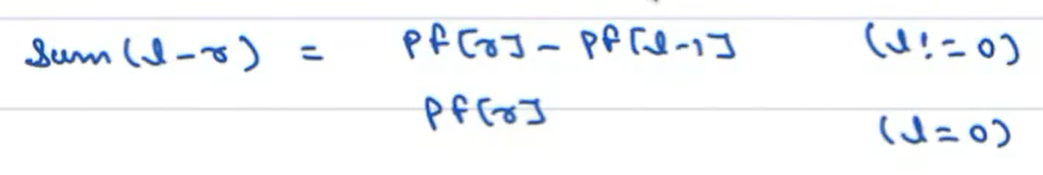 Sum(l-r) = pf[r] - pf[l-1] (l!=0)
pf[r] (l=0)